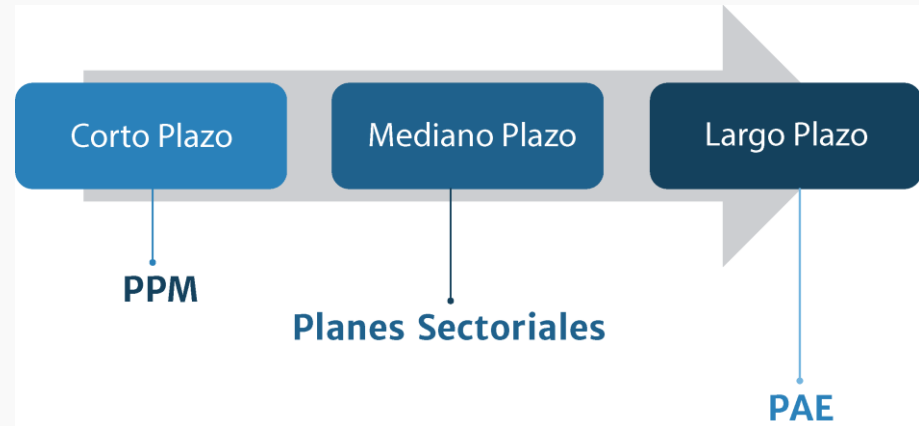 Corto Plazo
Mediano Plazo
Largo Plazo
PPM
Planes Sectoriales
PAE